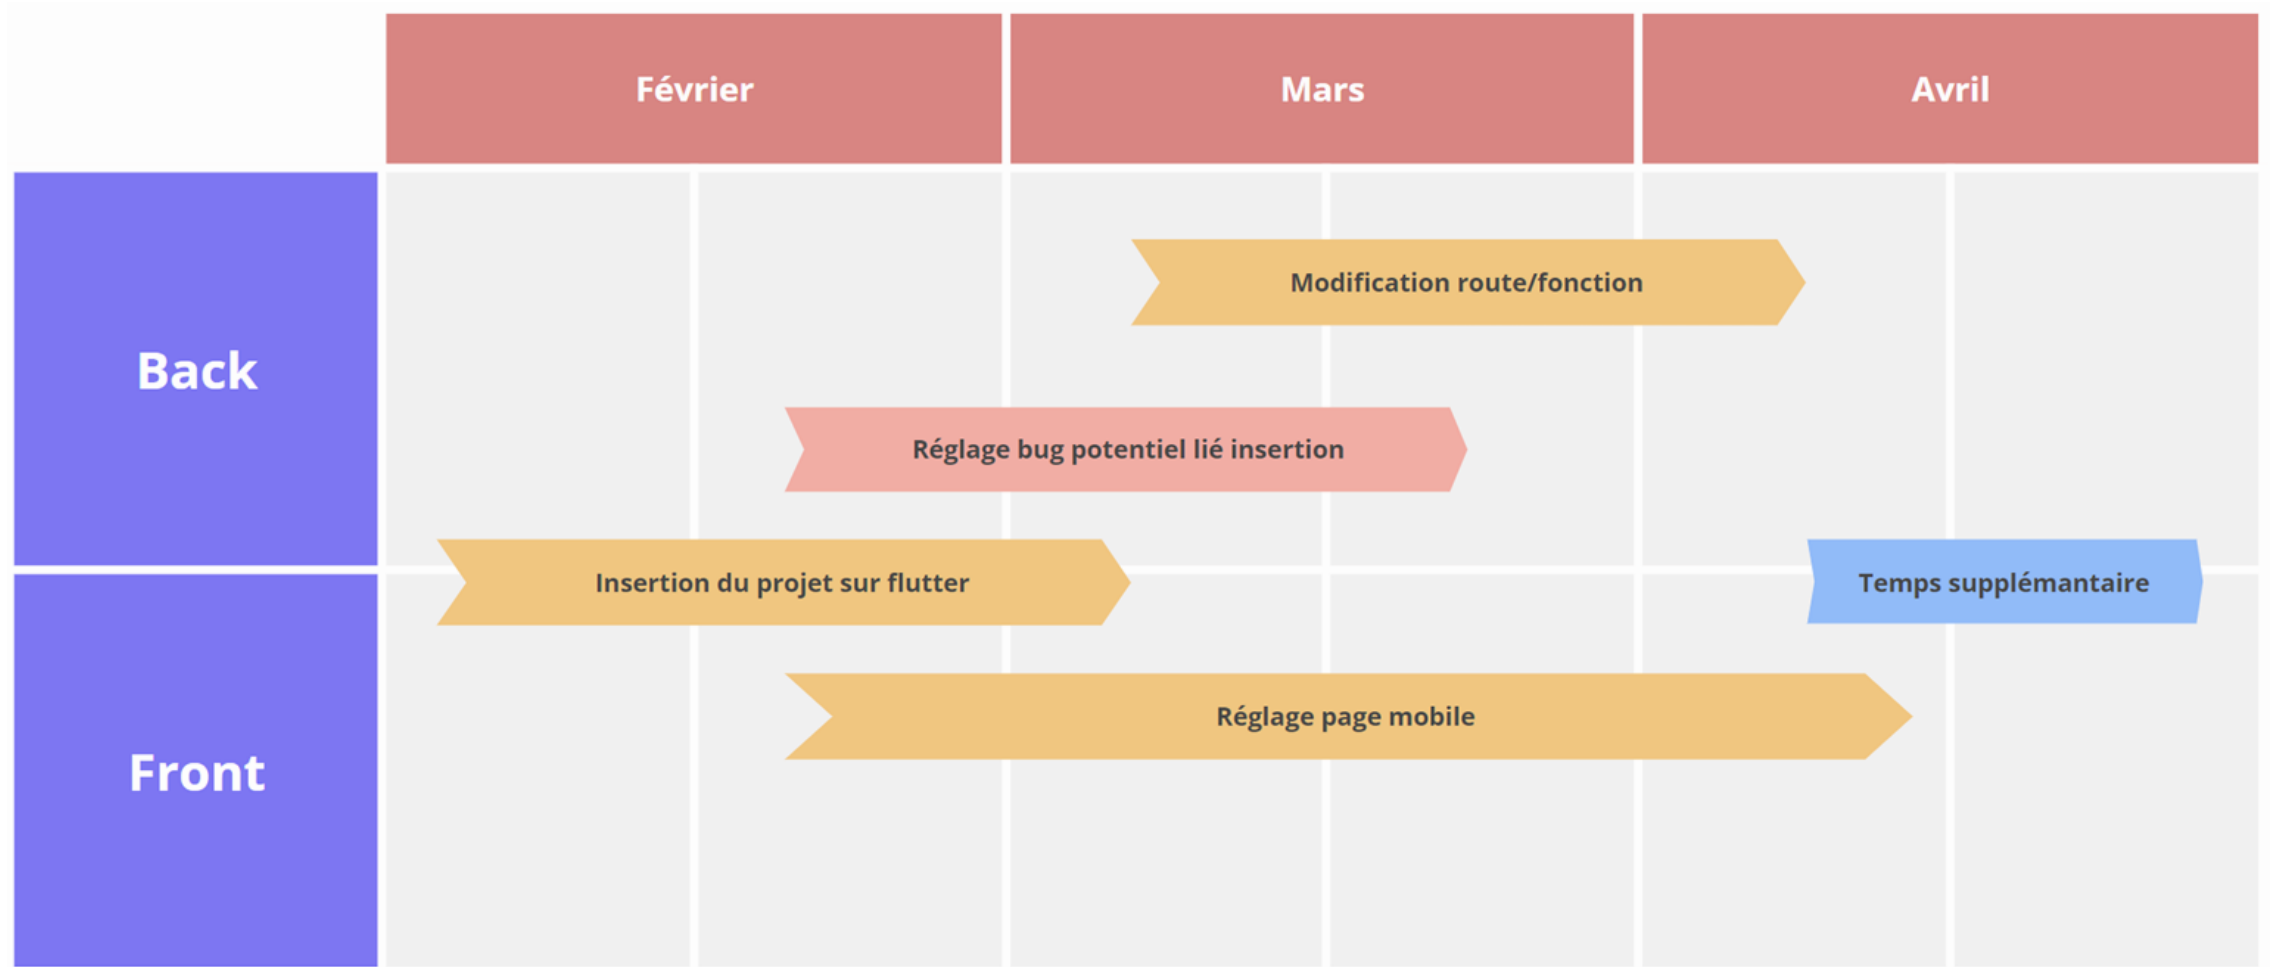 Février
Mars
Avril
Back
Modification route/fonction
Réglage bug potentiel lié insertion
Insertion du projet sur flutter
Temps supplémantaire
Front
Réglage page mobile